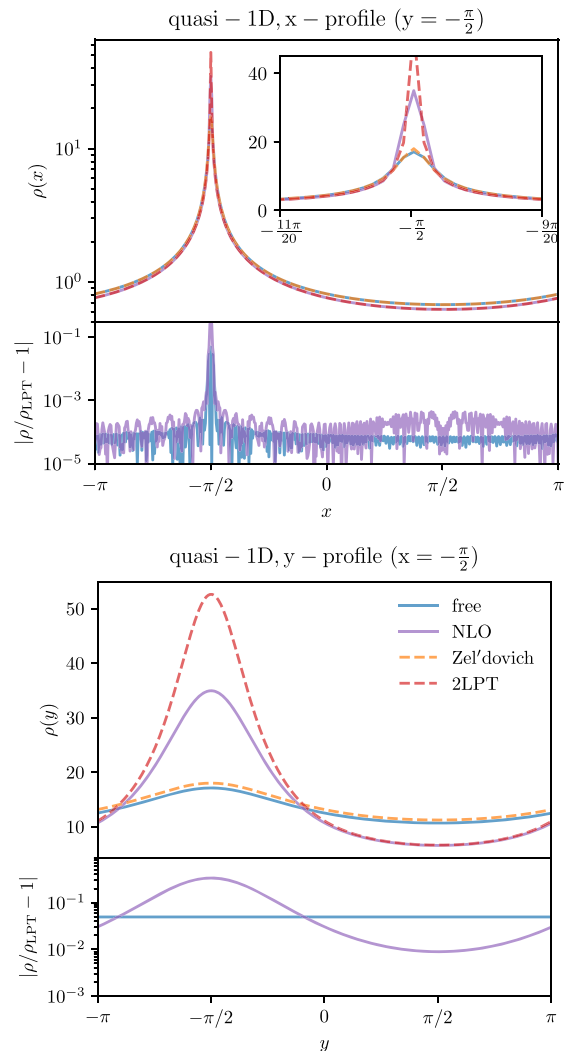 quasi − 1D, x − profile (y = −π/2)
ρ(x)
10¹
10⁰
40
20
0
−11π/20
−π/2
−9π/20
|ρ/ρLPT − 1|
10⁻¹
10⁻³
10⁻⁵
−π
−π/2
0
π/2
π
x
quasi − 1D, y − profile (x = −π/2)
ρ(y)
50
40
30
20
10
free
NLO
Zel′dovich
2LPT
|ρ/ρLPT − 1|
10⁻¹
10⁻²
10⁻³
−π
−π/2
0
π/2
π
y